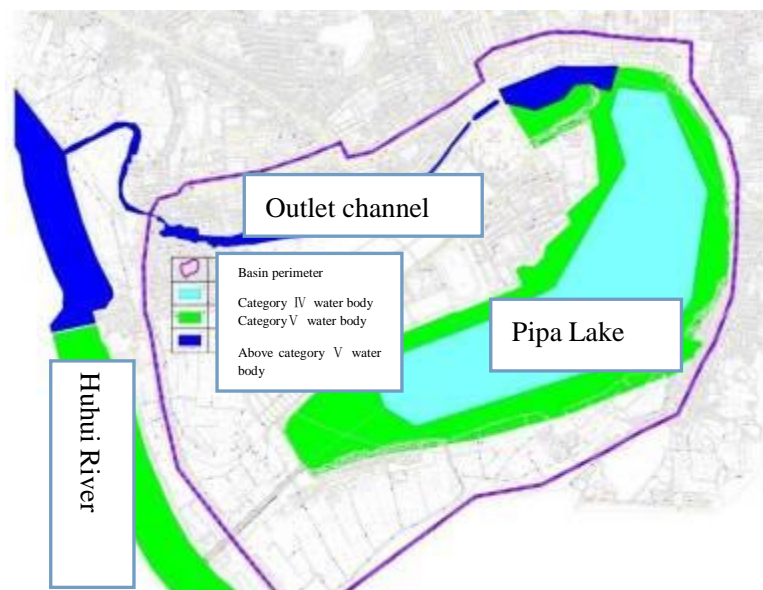 Outlet channel
Basin perimeter
Category Ⅳ water body
Category Ⅴ water body
Above category Ⅴ water
body
Pipa Lake
Huhui River